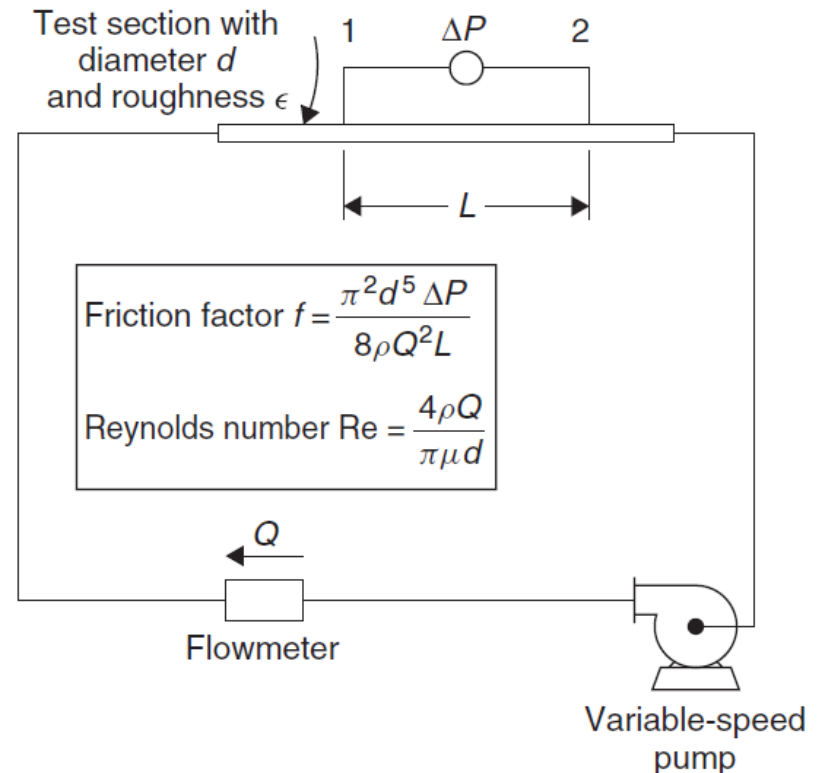 Test section with
diameter d
and roughness ϵ
1 ΔP 2
L
Friction factor f = π²d⁵ ΔP / 8ρQ²L
Reynolds number Re = 4ρQ / πμd
Q
Flowmeter
Variable-speed
pump